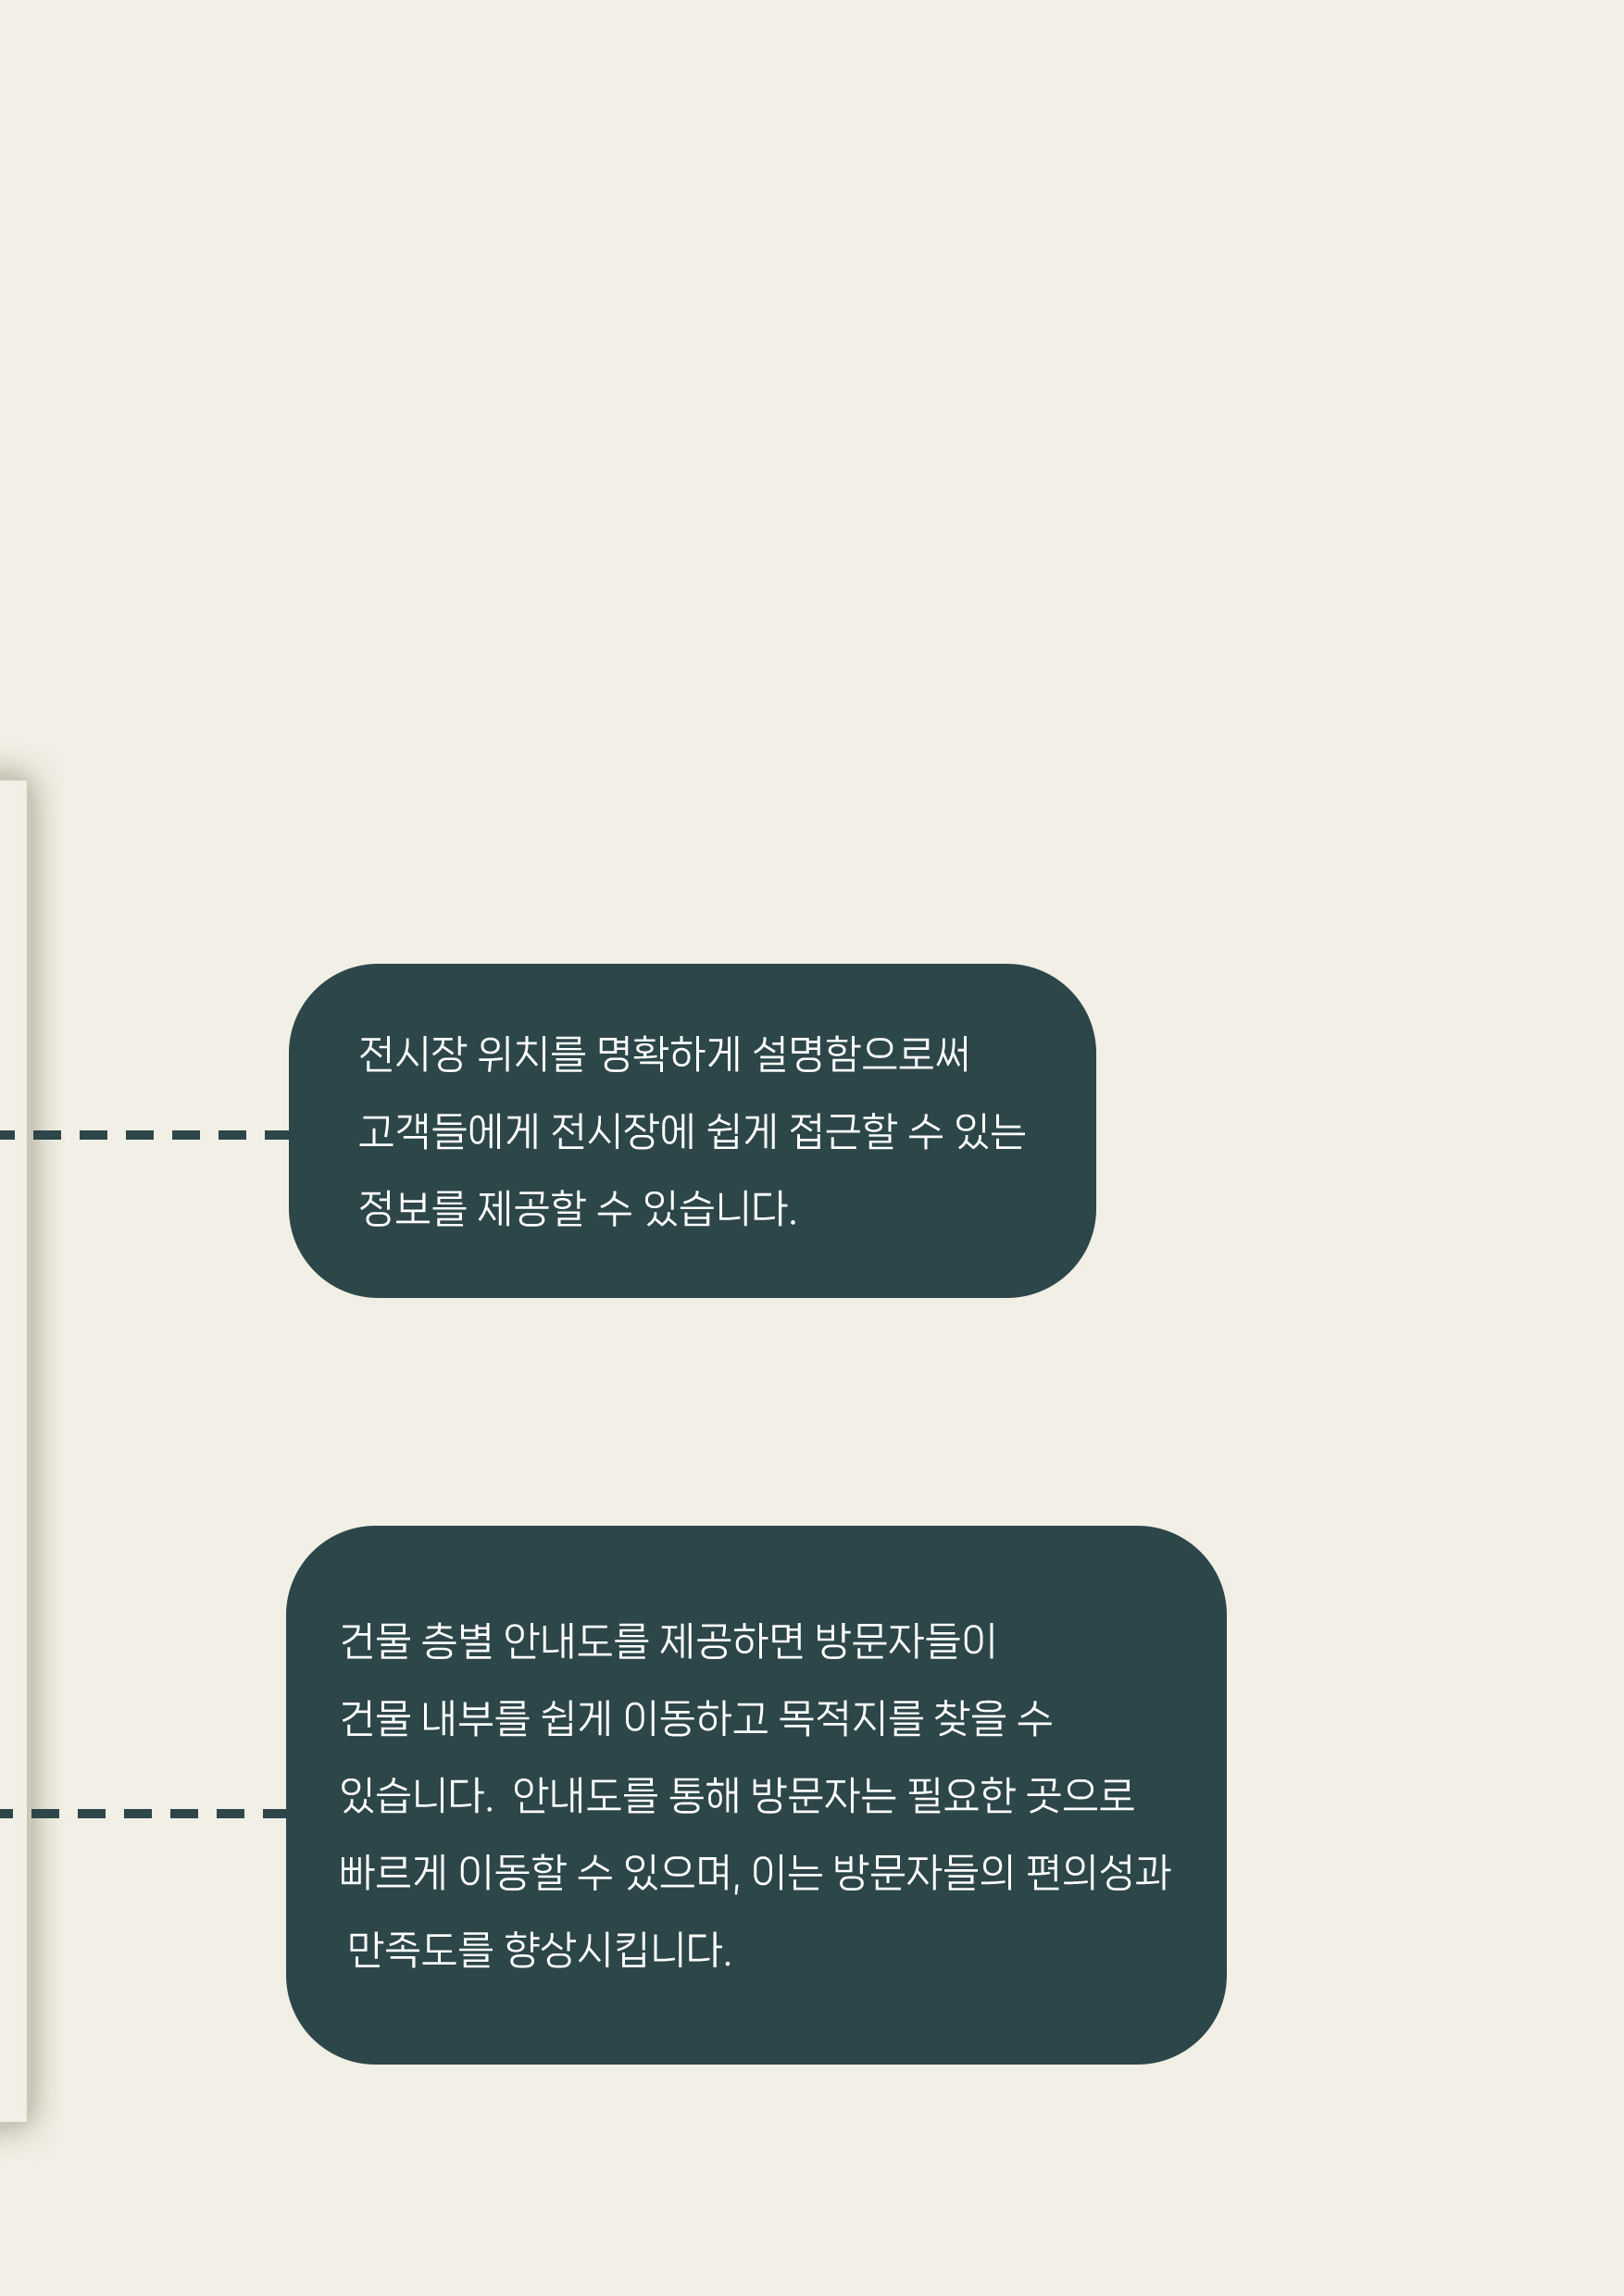 전시장 위치를 명확하게 설명함으로써
고객들에게 전시장에 쉽게 접근할 수 있는
정보를 제공할 수 있습니다.
건물 층별 안내도를 제공하면 방문자들이
건물 내부를 쉽게 이동하고 목적지를 찾을 수
있습니다.  안내도를 통해 방문자는 필요한 곳으로
빠르게 이동할 수 있으며, 이는 방문자들의 편의성과
만족도를 향상시킵니다.